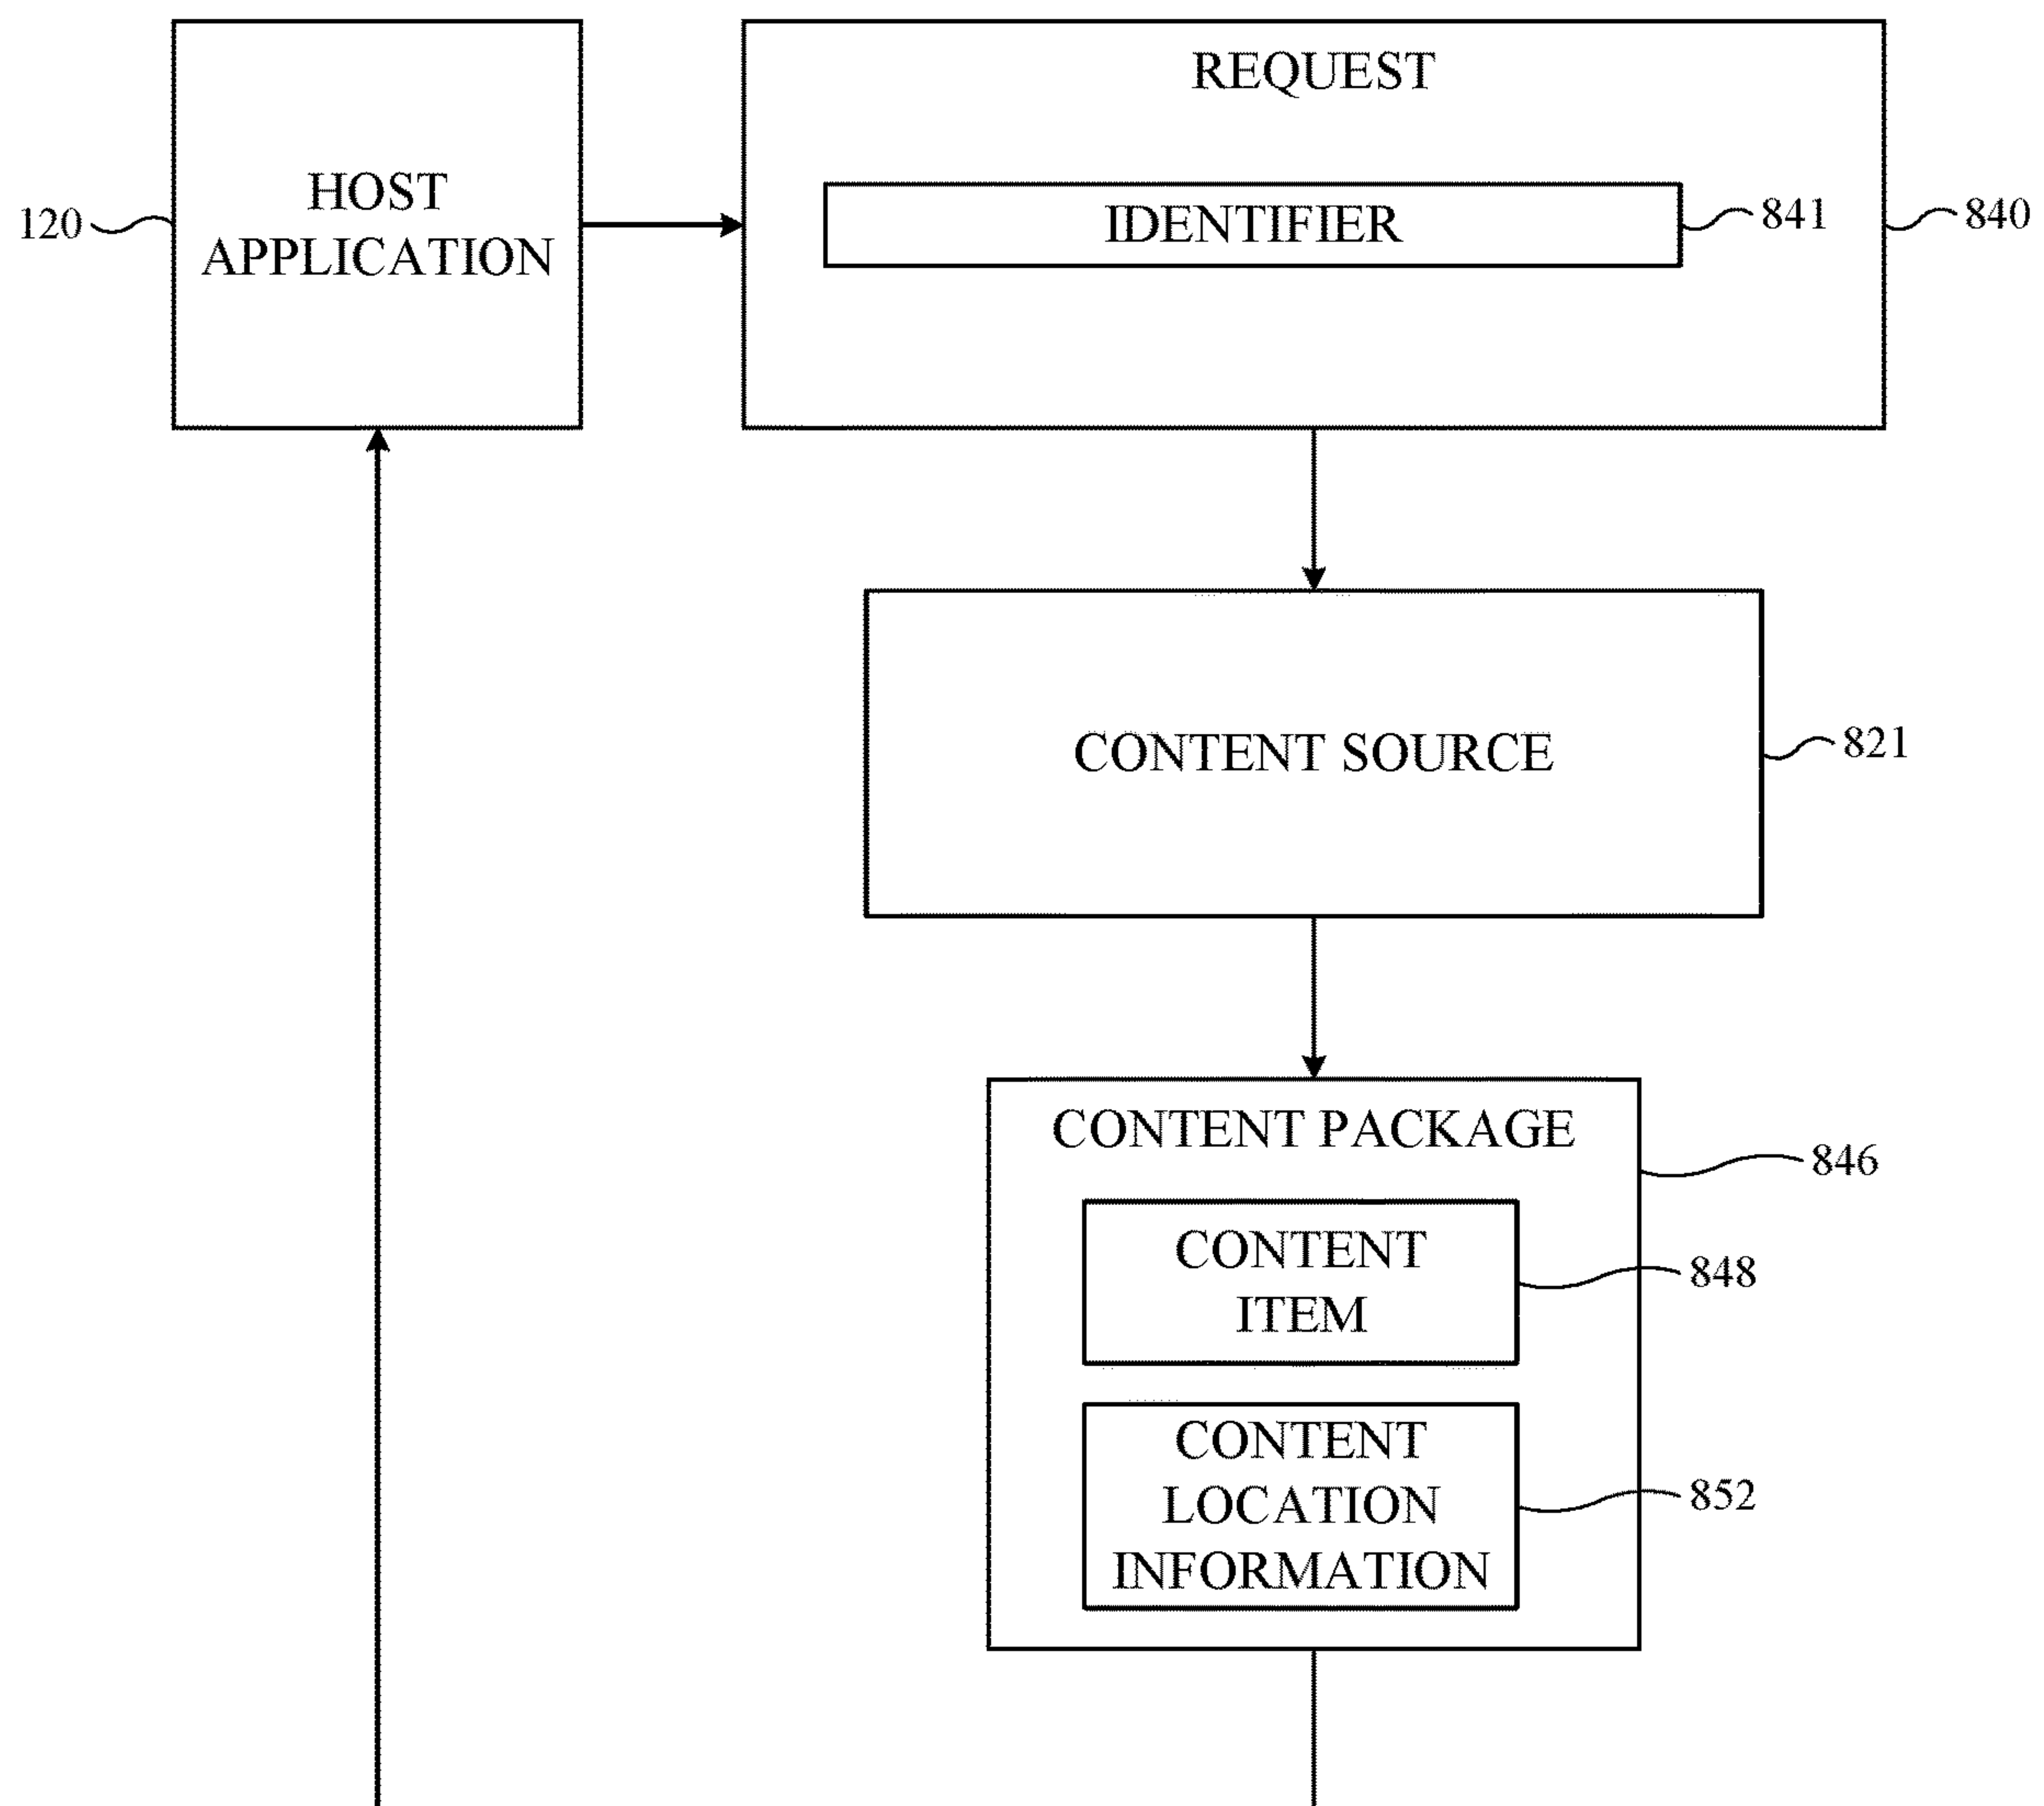 HOST
APPLICATION
120
REQUEST
IDENTIFIER
841
840
CONTENT SOURCE
821
CONTENT PACKAGE
846
CONTENT
ITEM
848
CONTENT
LOCATION
INFORMATION
852